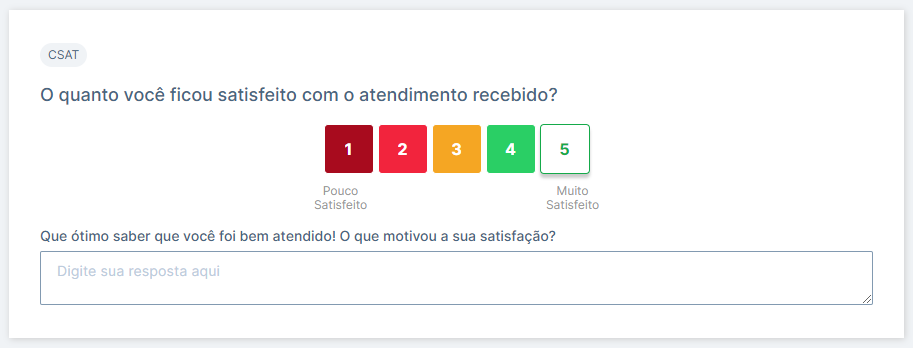 CSAT
O quanto você ficou satisfeito com o atendimento recebido?
1 2 3 4 5
Pouco Satisfeito
Muito Satisfeito
Que ótimo saber que você foi bem atendido! O que motivou a sua satisfação?
Digite sua resposta aqui